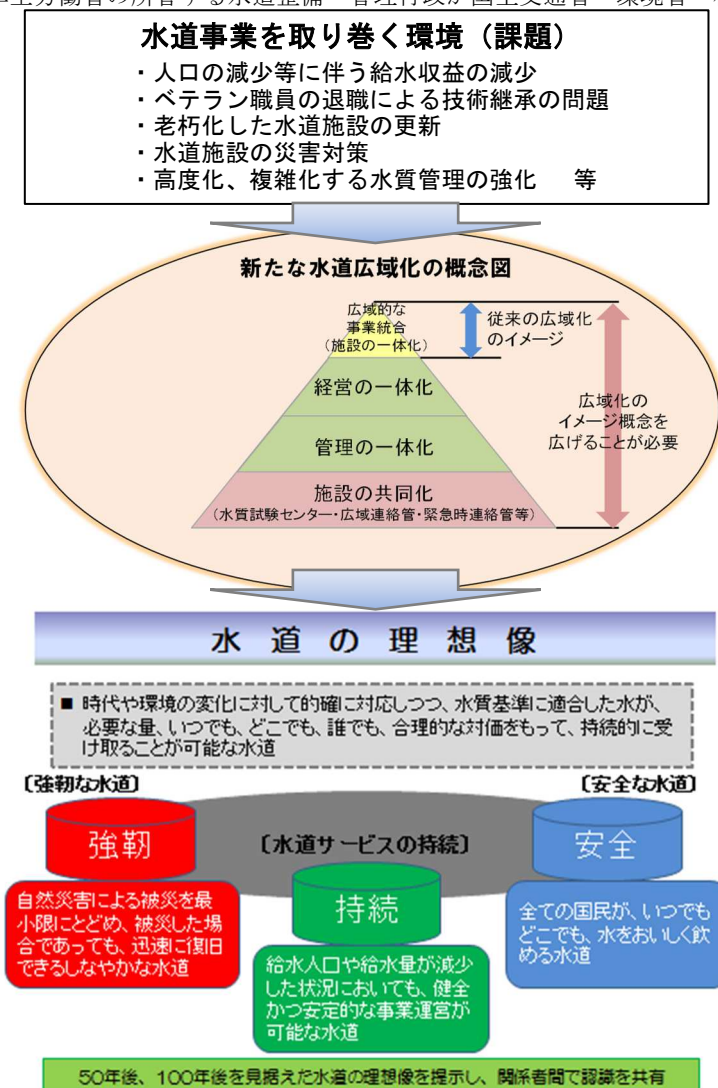 水道事業を取り巻く環境（課題）
・人口の減少等に伴う給水収益の減少
・ベテラン職員の退職による技術継承の問題
・老朽化した水道施設の更新
・水道施設の災害対策
・高度化、複雑化する水質管理の強化　等
新たな水道広域化の概念図
広域的な
事業統合
（施設の一体化）
従来の広域化
のイメージ
経営の一体化
管理の一体化
施設の共同化
（水質試験センター・広域連絡管・緊急時連絡管等）
広域化の
イメージ概念を
広げることが必要
水道の理想像
■ 時代や環境の変化に対して的確に対応しつつ、水質基準に適合した水が、
必要な量、いつでも、どこでも、誰でも、合理的な対価をもって、持続的に受
け取ることが可能な水道
〔強靭な水道〕
〔安全な水道〕
強靭
〔水道サービスの持続〕
安全
自然災害による被災を最
小限にとどめ、被災した場
合であっても、迅速に復旧
できるしなやかな水道
持続
給水人口や給水量が減少
した状況においても、健全
かつ安定的な事業運営が
可能な水道
全ての国民が、いつでも
どこでも、水をおいしく飲
める水道
50年後、100年後を見据えた水道の理想像を提示し、関係者間で認識を共有